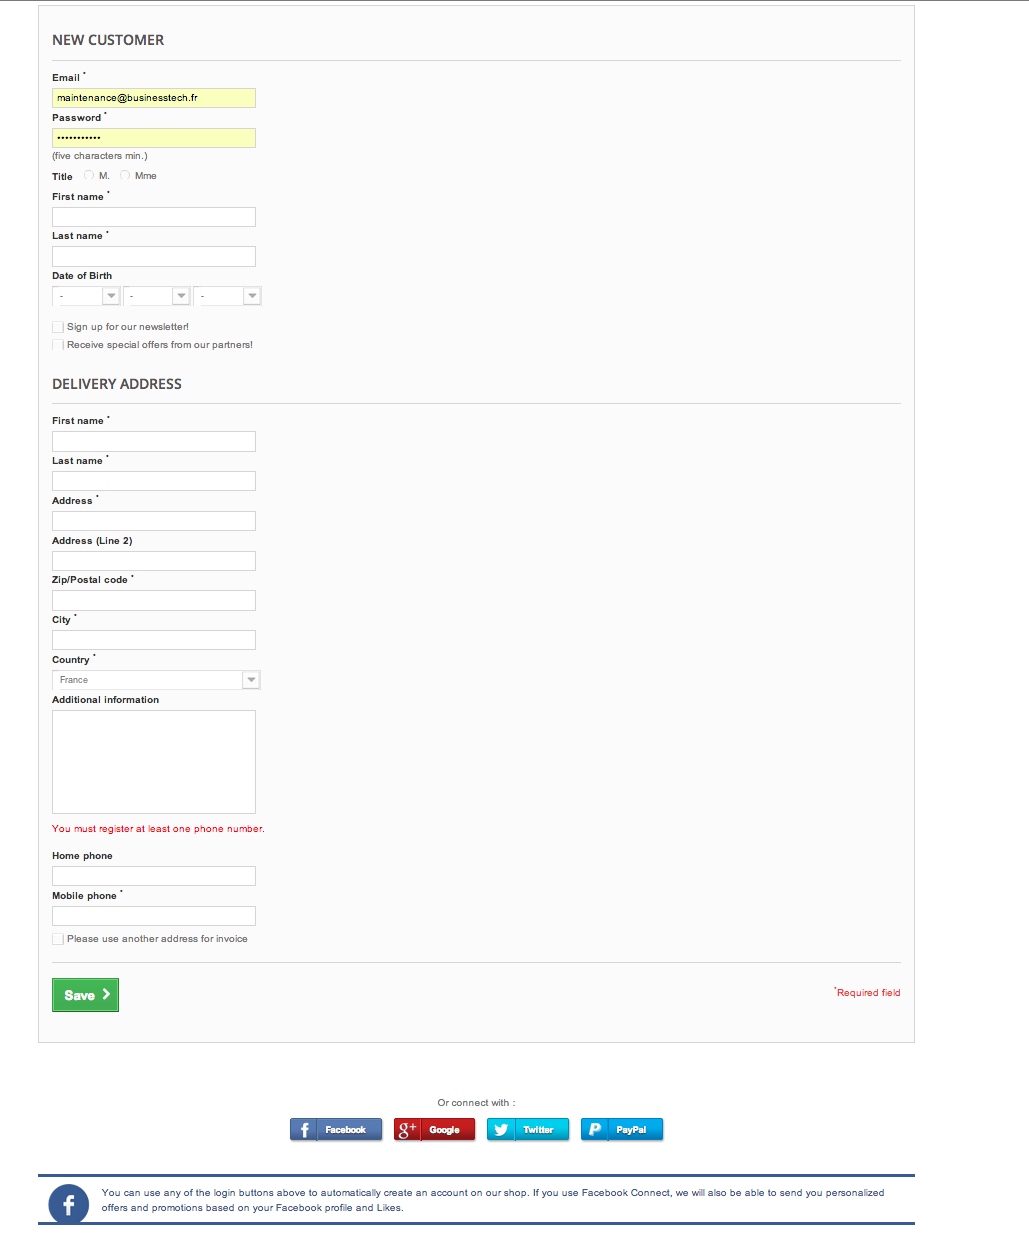 NEW CUSTOMER
Email *
maintenance@businesstech.fr
Password *
•••••••••••
(five characters min.)
Title M. Mme
First name *
Last name *
Date of Birth
- - -
Sign up for our newsletter!
Receive special offers from our partners!
DELIVERY ADDRESS
First name *
Last name *
Address *
Address (Line 2)
Zip/Postal code *
City *
Country *
France
Additional information
You must register at least one phone number.
Home phone
Mobile phone *
Please use another address for invoice
Save
*Required field
Or connect with :
f Facebook g+ Google Twitter P PayPal
f
You can use any of the login buttons above to automatically create an account on our shop. If you use Facebook Connect, we will also be able to send you personalized
offers and promotions based on your Facebook profile and Likes.